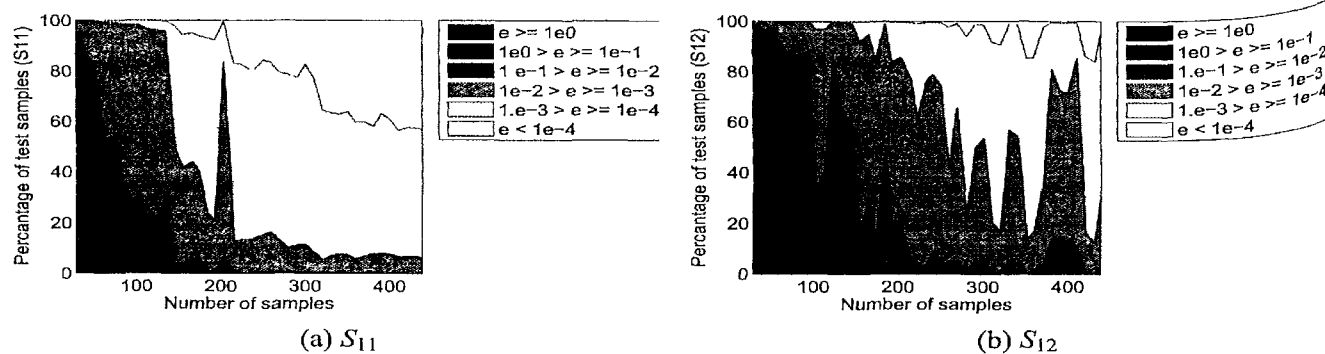 Percantage of test samples (S11)
100
80
60
40
20
0
100
200
300
400
Number of samples
e >= 1e0
1e0 > e >= 1e-1
1 e-1 > e >= 1e-2
1e-2 > e >= 1e-3
1.e-3 > e >= 1e-4
e < 1e-4
(a) S11
Percantage of test samples (S12)
100
80
60
40
20
0
100
200
300
400
Number of samples
e >= 1e0
1e0 > e >= 1e-1
1.e-1 > e >= 1e-2
1e-2 > e >= 1e-3
1.e-3 > e >= 1e-4
e < 1e-4
(b) S12